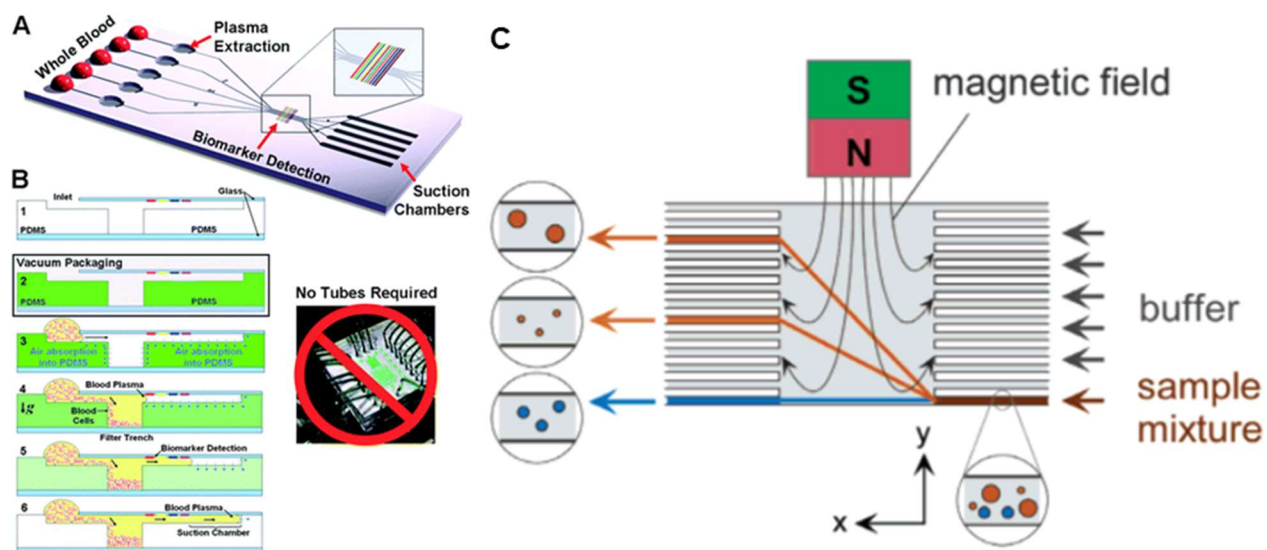 A
Whole Blood
Plasma
Extraction
Biomarker Detection
Suction
Chambers
B
Inlet
Glass
1
PDMS
PDMS
Vacuum Packaging
2
PDMS
PDMS
3
Air absorption
into PDMS
Air absorption
into PDMS
4
Blood Plasma
↓g
Blood
Cells
Filter Trench
5
Biomarker Detection
6
Blood Plasma
Suction Chamber
No Tubes Required
C
S
N
magnetic field
buffer
sample
mixture
y
x